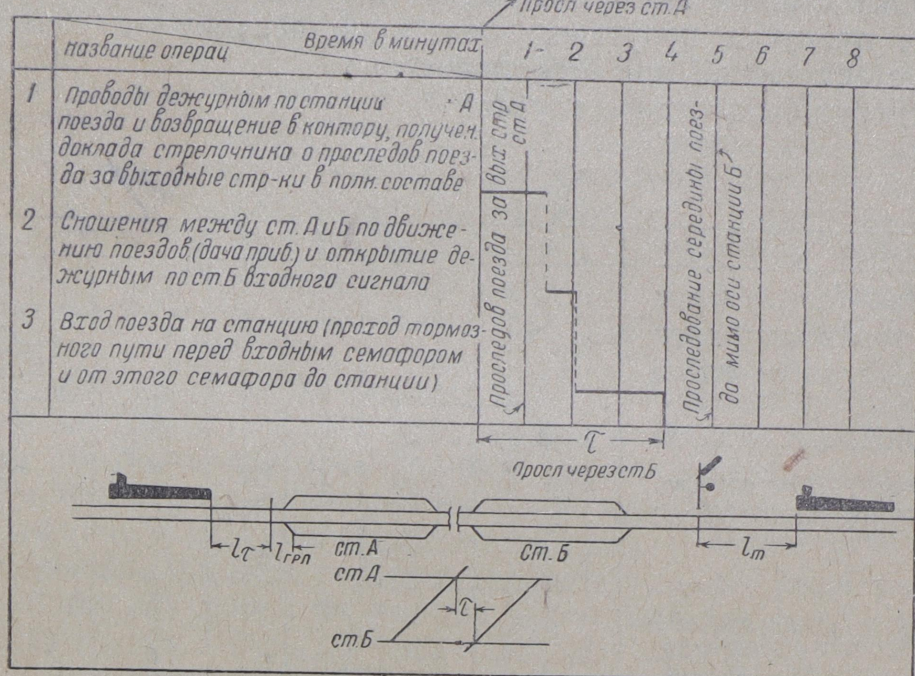 Просл через ст. А
Время в минутах
Название операц
1 2 3 4 5 6 7 8
1 Проводы дежурным по станции А
поезда и возвращение в контору, получен.
доклада стрелочника о проследов поез-
да за выходные стр-ки в полн. составе
2 Сношения между ст. А и Б по движе-
нию поездов (дача приб.) и открытие де-
журным по ст. Б входного сигнала
3 Вход поезда на станцию (проход тормоз-
ного пути перед входным семафором
и от этого семафора до станции)
Проследов поезда за вых стр
ст. А
Проследование середины поез-
да мимо оси станции Б
τ
Просл через ст. Б
lτ
lгрп
ст. А
ст. Б
lт
ст А
τ
ст. Б